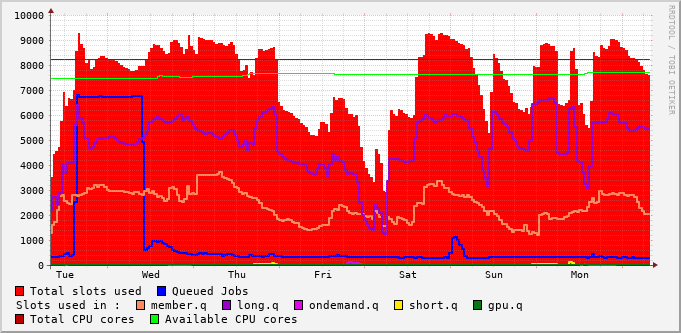 10000
9000
8000
7000
6000
5000
4000
3000
2000
1000
0
Tue Wed Thu Fri Sat Sun Mon
RRDTOOL / TOBI OETIKER
Total slots used Queued Jobs
Slots used in : member.q long.q ondemand.q short.q gpu.q
Total CPU cores Available CPU cores